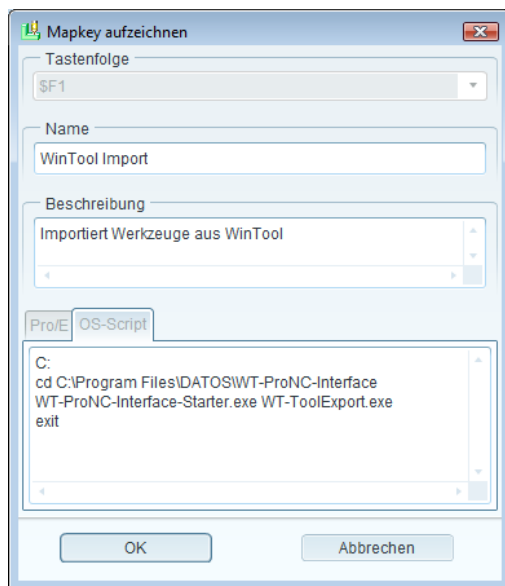 Mapkey aufzeichnen
Tastenfolge
$F1
Name
WinTool Import
Beschreibung
Importiert Werkzeuge aus WinTool
Pro/E OS-Script
C:
cd C:\Program Files\DATOS\WT-ProNC-Interface
WT-ProNC-Interface-Starter.exe WT-ToolExport.exe
exit
OK Abbrechen